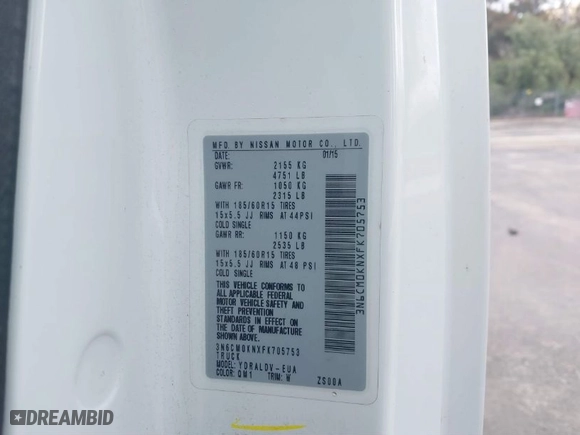 MFD. BY NISSAN MOTOR CO., LTD.
DATE: 01/15
GVWR: 2155 KG
4751 LB
GAWR FR: 1050 KG
2315 LB
WITH 185/60R15 TIRES
15x5.5 JJ RIMS AT 44PSI
COLD SINGLE
GAWR RR: 1150 KG
2535 LB
WITH 185/60R15 TIRES
15x5.5 JJ RIMS AT 48 PSI
COLD SINGLE
THIS VEHICLE CONFORMS TO
ALL APPLICABLE FEDERAL
MOTOR VEHICLE SAFETY AND
THEFT PREVENTION
STANDARDS IN EFFECT ON
THE DATE OF MANUFACTURE
SHOWN ABOVE.
3N6CM0KNXFK705753
TRUCK
MODEL: YDRALDV-EUA
COLOR: QM1 TRIM: W ZS00A
3N6CM0KNXFK705753
DREAMBID